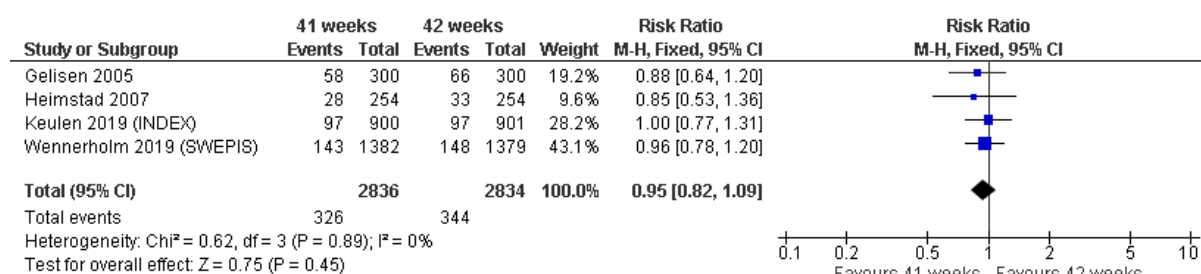 41 weeks 42 weeks Risk Ratio Risk Ratio
Study or Subgroup Events Total Events Total Weight M-H, Fixed, 95% CI M-H, Fixed, 95% CI
Gelisen 2005 58 300 66 300 19.2% 0.88 [0.64, 1.20]
Heimstad 2007 28 254 33 254 9.6% 0.85 [0.53, 1.36]
Keulen 2019 (INDEX) 97 900 97 901 28.2% 1.00 [0.77, 1.31]
Wennerholm 2019 (SWEPIS) 143 1382 148 1379 43.1% 0.96 [0.78, 1.20]
Total (95% CI) 2836 2834 100.0% 0.95 [0.82, 1.09]
Total events 326 344
Heterogeneity: Chi² = 0.62, df = 3 (P = 0.89); I² = 0%
Test for overall effect: Z = 0.75 (P = 0.45)
0.1 0.2 0.5 1 2 5 10
Favours 41 weeks Favours 42 weeks